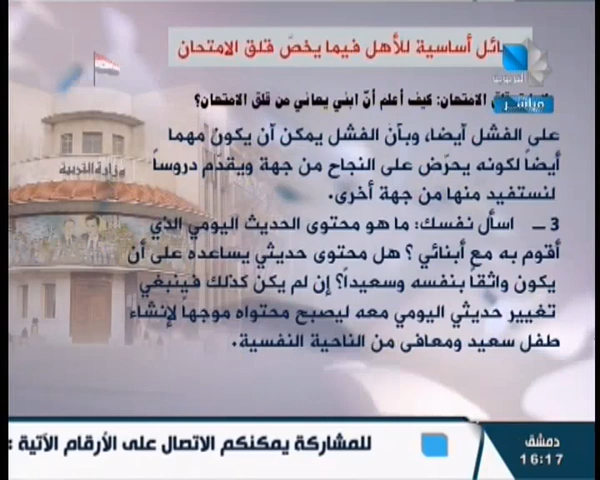 ئل أساسية للأهل فيما يخصّ قلق الامتحان
التربوية
مباشر
قلق الامتحان: كيف أعلم أنّ ابني يعاني من قلق الامتحان؟
على الفشل أيضا، وبأن الفشل يمكن أن يكون مهما
أيضاً لكونه يحرّض على النجاح من جهة ويقدم دروساً
لنستفيد منها من جهة أخرى.
3 – اسأل نفسك: ما هو محتوى الحديث اليومي الذي
أقوم به مع أبنائي ؟ هل محتوى حديثي يساعده على أن
يكون واثقاً بنفسه وسعيداً؟ إن لم يكن كذلك فينبغي
تغيير حديثي اليومي معه ليصبح محتواه موجهاً لإنشاء
طفل سعيد ومعافى من الناحية النفسية.
وزارة التربية
للمشاركة يمكنكم الاتصال على الأرقام الآتية :
دمشق
16:17